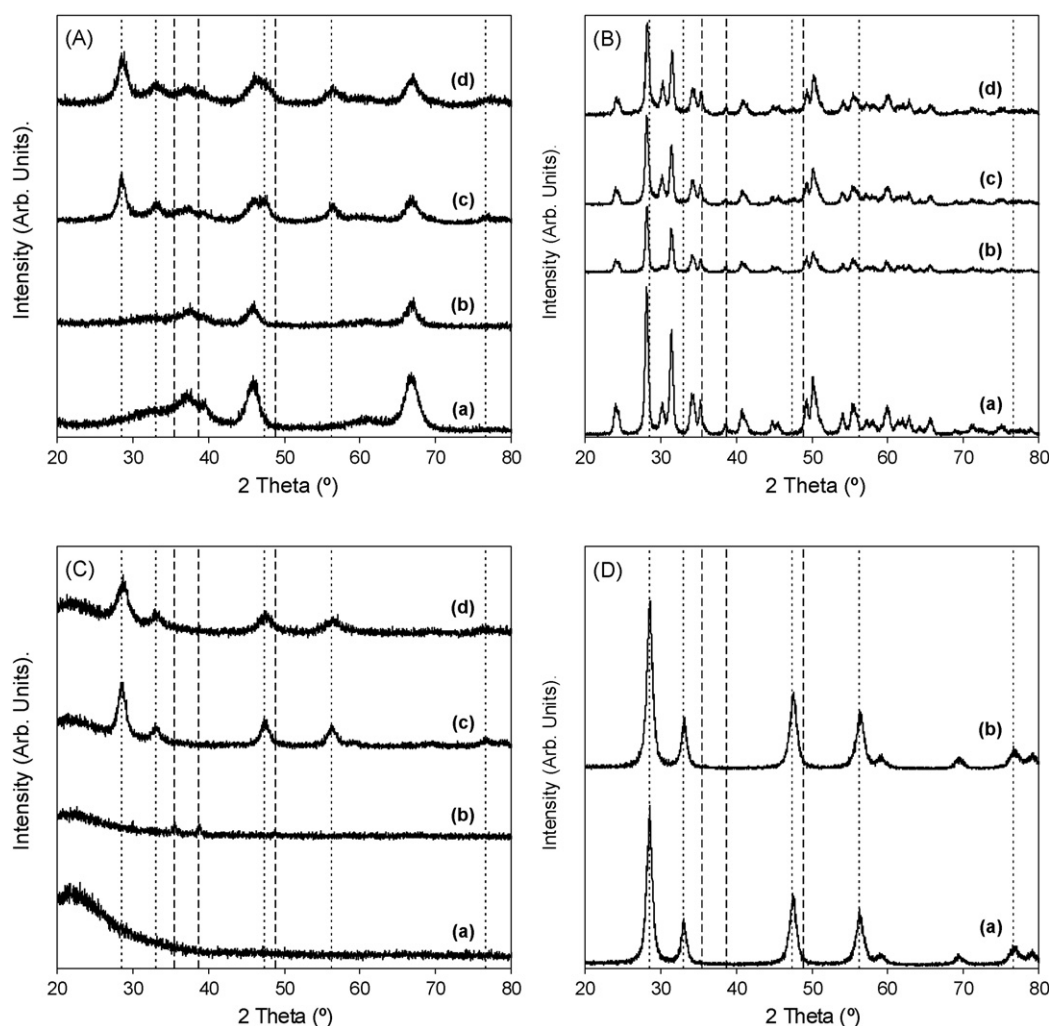 (A)
(d)
(c)
(b)
(a)
Intensity (Arb. Units).
20 30 40 50 60 70 80
2 Theta (º)
(B)
(d)
(c)
(b)
(a)
Intensity (Arb. Units).
20 30 40 50 60 70 80
2 Theta (º)
(C)
(d)
(c)
(b)
(a)
Intensity (Arb. Units).
20 30 40 50 60 70 80
2 Theta (º)
(D)
(b)
(a)
Intensity (Arb. Units).
20 30 40 50 60 70 80
2 Theta (º)